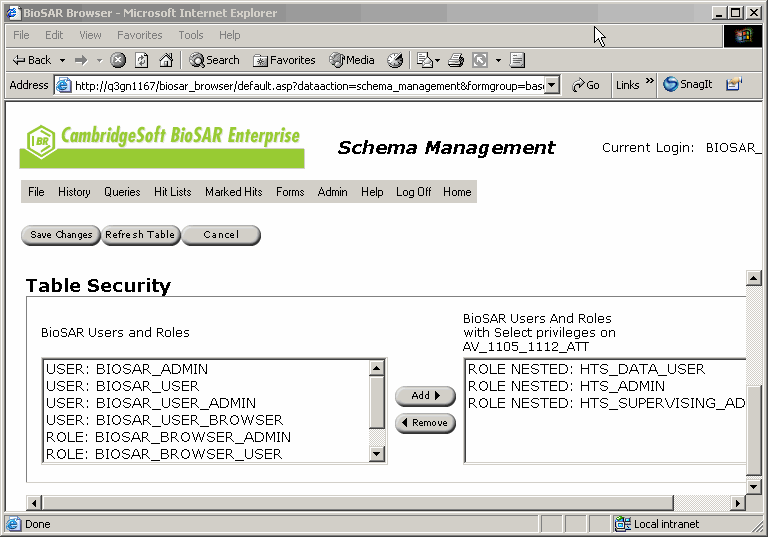 BioSAR Browser - Microsoft Internet Explorer
File Edit View Favorites Tools Help
Back Search Favorites Media
Address http://q3gn1167/biosar_browser/default.asp?dataaction=schema_management&formgroup=base Go Links » SnagIt
BR CambridgeSoft BioSAR Enterprise
Schema Management
Current Login: BIOSAR_
File History Queries Hit Lists Marked Hits Forms Admin Help Log Off Home
Save Changes Refresh Table Cancel
Table Security
BioSAR Users and Roles
USER: BIOSAR_ADMIN
USER: BIOSAR_USER
USER: BIOSAR_USER_ADMIN
USER: BIOSAR_USER_BROWSER
ROLE: BIOSAR_BROWSER_ADMIN
ROLE: BIOSAR_BROWSER_USER
Add
Remove
BioSAR Users And Roles
with Select privileges on
AV_1105_1112_ATT
ROLE NESTED: HTS_DATA_USER
ROLE NESTED: HTS_ADMIN
ROLE NESTED: HTS_SUPERVISING_AD
Done
Local intranet